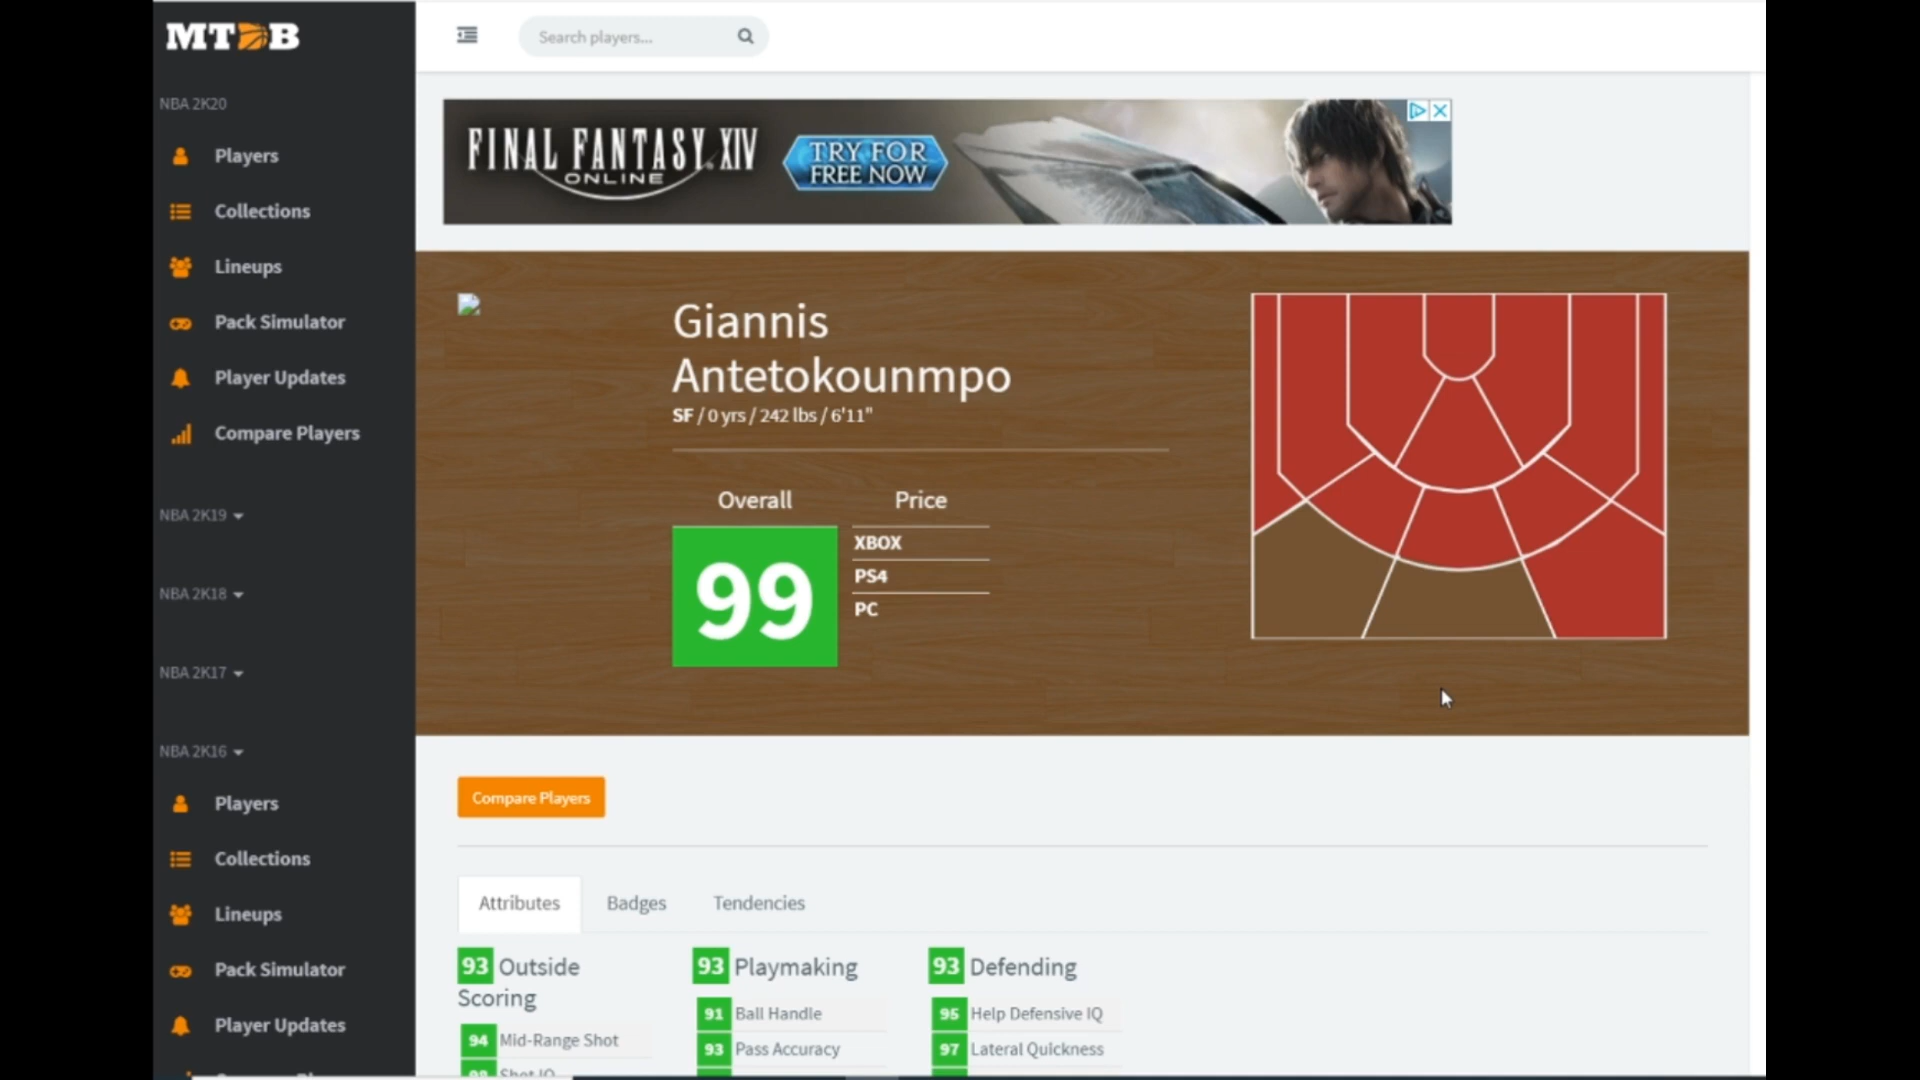 MTDB
Search players...
NBA 2K20
Players
Collections
Lineups
Pack Simulator
Player Updates
Compare Players
NBA 2K19
NBA 2K18
NBA 2K17
NBA 2K16
Players
Collections
Lineups
Pack Simulator
Player Updates
FINAL FANTASY XIV
ONLINE
TRY FOR
FREE NOW
Giannis
Antetokounmpo
SF / 0 yrs / 242 lbs / 6'11"
Overall
Price
99
XBOX
PS4
PC
Compare Players
Attributes
Badges
Tendencies
93 Outside
Scoring
94 Mid-Range Shot
98 Shot IQ
93 Playmaking
91 Ball Handle
93 Pass Accuracy
93 Defending
95 Help Defensive IQ
97 Lateral Quickness